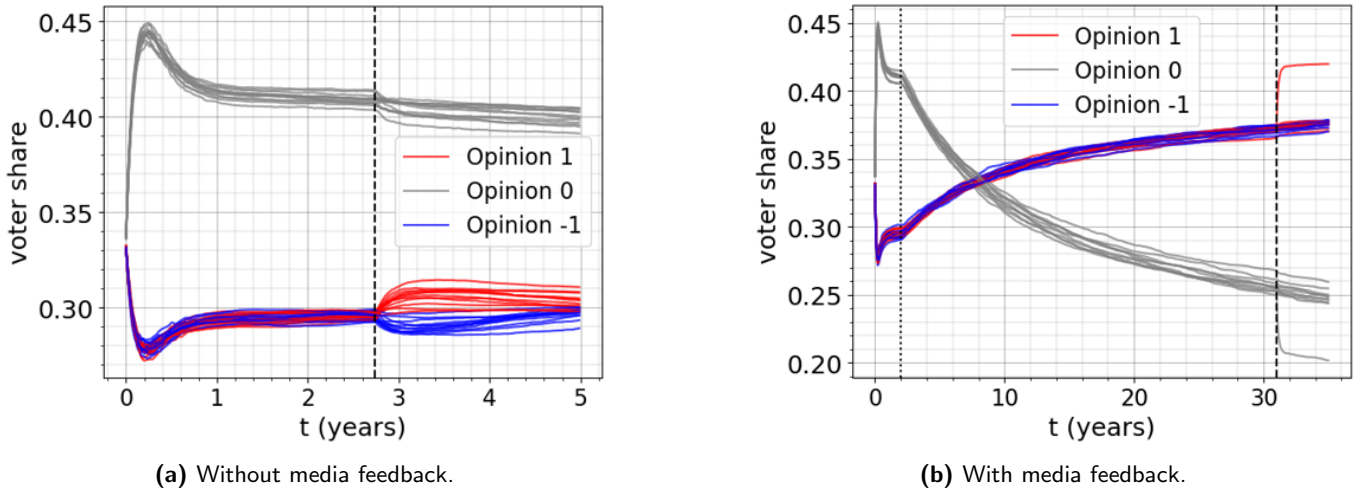 0.45
0.40
0.35
0.30
voter share
Opinion 1
Opinion 0
Opinion -1
0 1 2 3 4 5
t (years)
(a) Without media feedback.
0.45
0.40
0.35
0.30
0.25
0.20
voter share
Opinion 1
Opinion 0
Opinion -1
0 10 20 30
t (years)
(b) With media feedback.